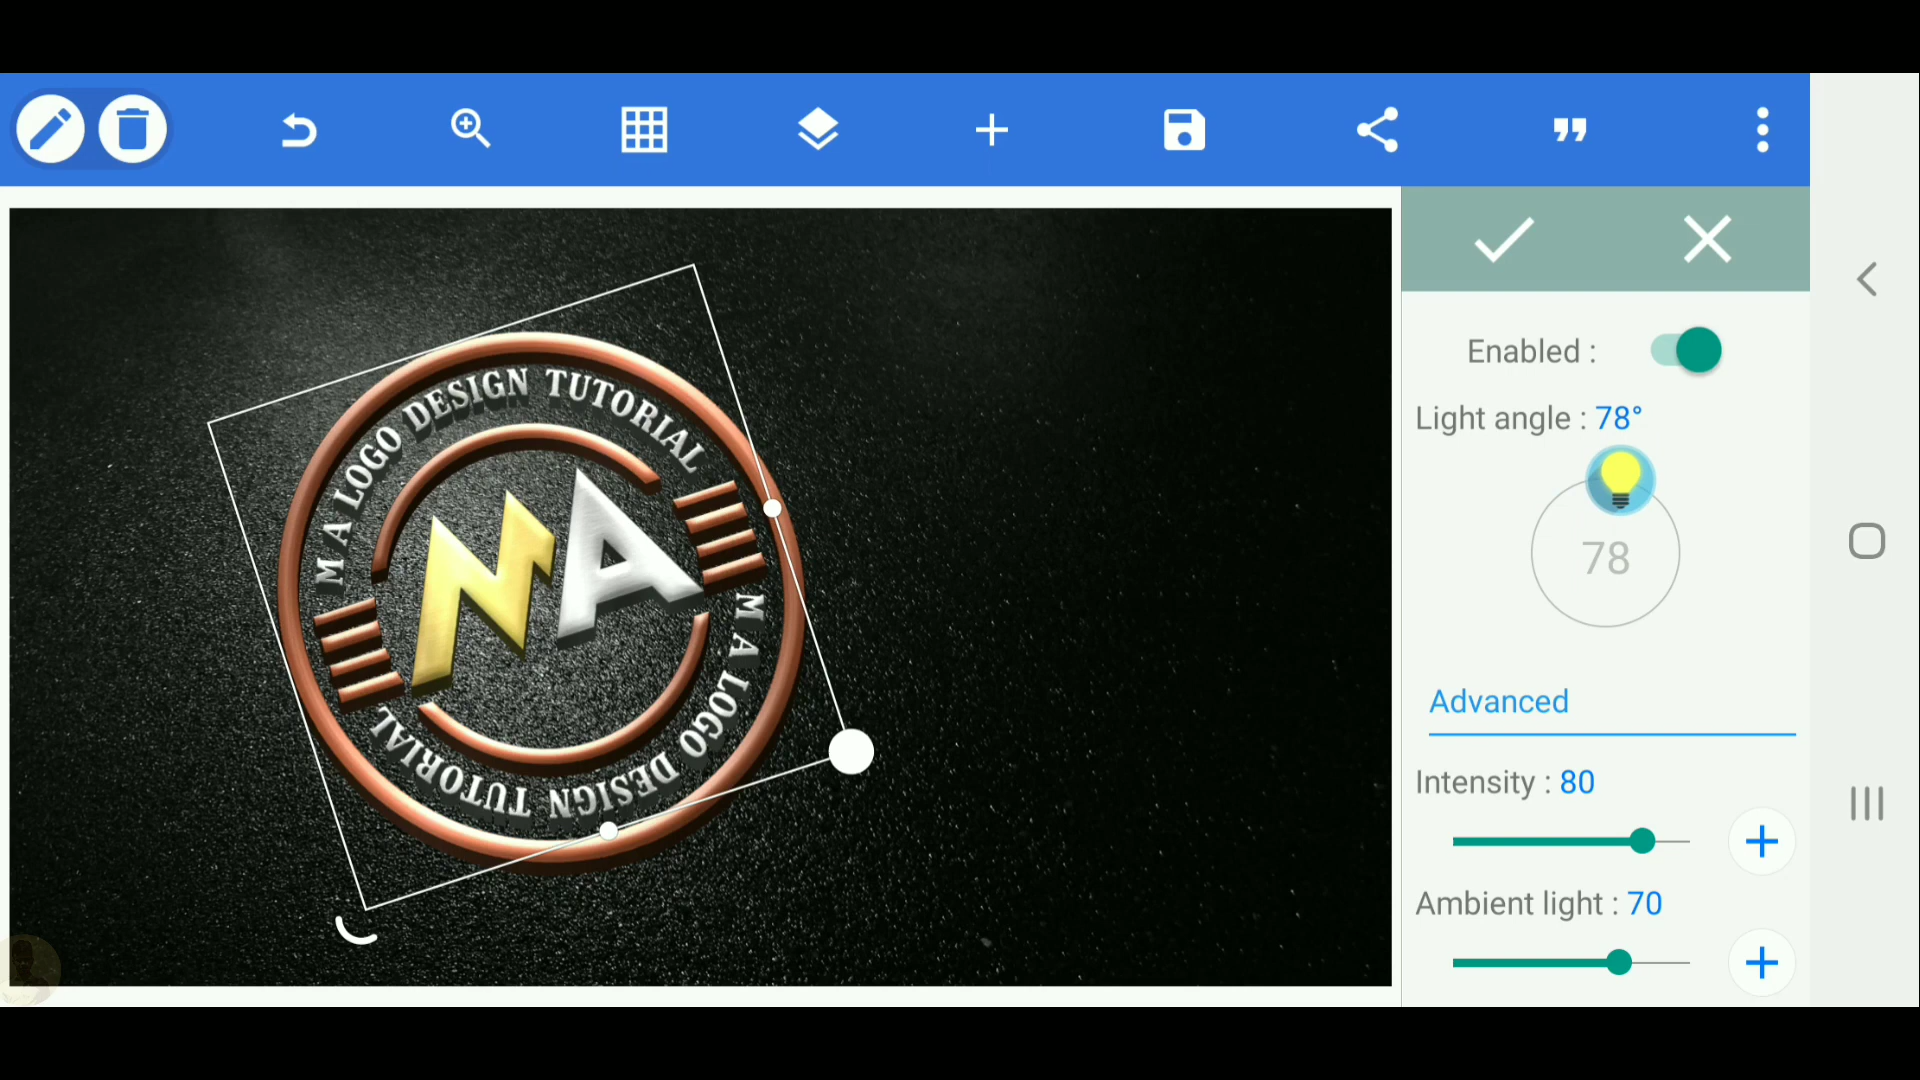 Enabled :
Light angle : 78°
78
Advanced
Intensity : 80
Ambient light : 70
M A LOGO DESIGN TUTORIAL
M A LOGO DESIGN TUTORIAL
MA